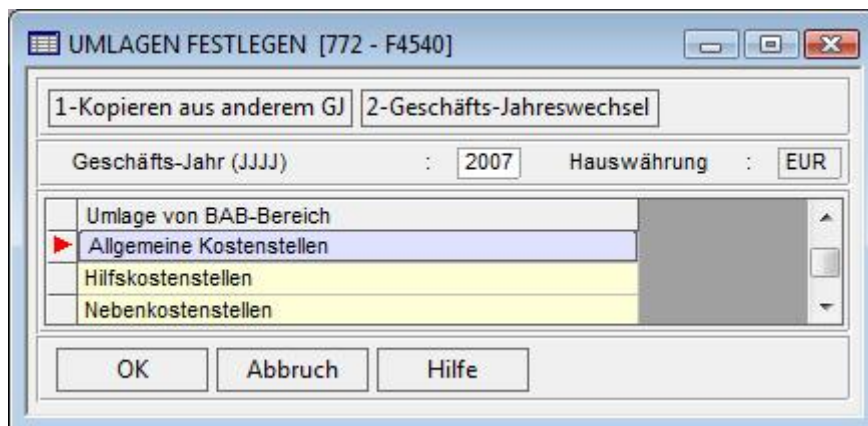 UMLAGEN FESTLEGEN [772 - F4540]
1-Kopieren aus anderem GJ 2-Geschäfts-Jahreswechsel
Geschäfts-Jahr (JJJJ) : 2007 Hauswährung : EUR
Umlage von BAB-Bereich
Allgemeine Kostenstellen
Hilfskostenstellen
Nebenkostenstellen
OK Abbruch Hilfe